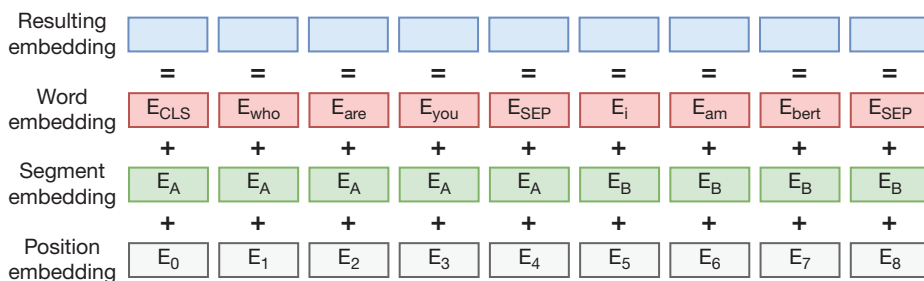 Resulting
embedding
= = = = = = = = =
Word
embedding
E_CLS E_who E_are E_you E_SEP E_i E_am E_bert E_SEP
+ + + + + + + + +
Segment
embedding
E_A E_A E_A E_A E_A E_B E_B E_B E_B
+ + + + + + + + +
Position
embedding
E_0 E_1 E_2 E_3 E_4 E_5 E_6 E_7 E_8